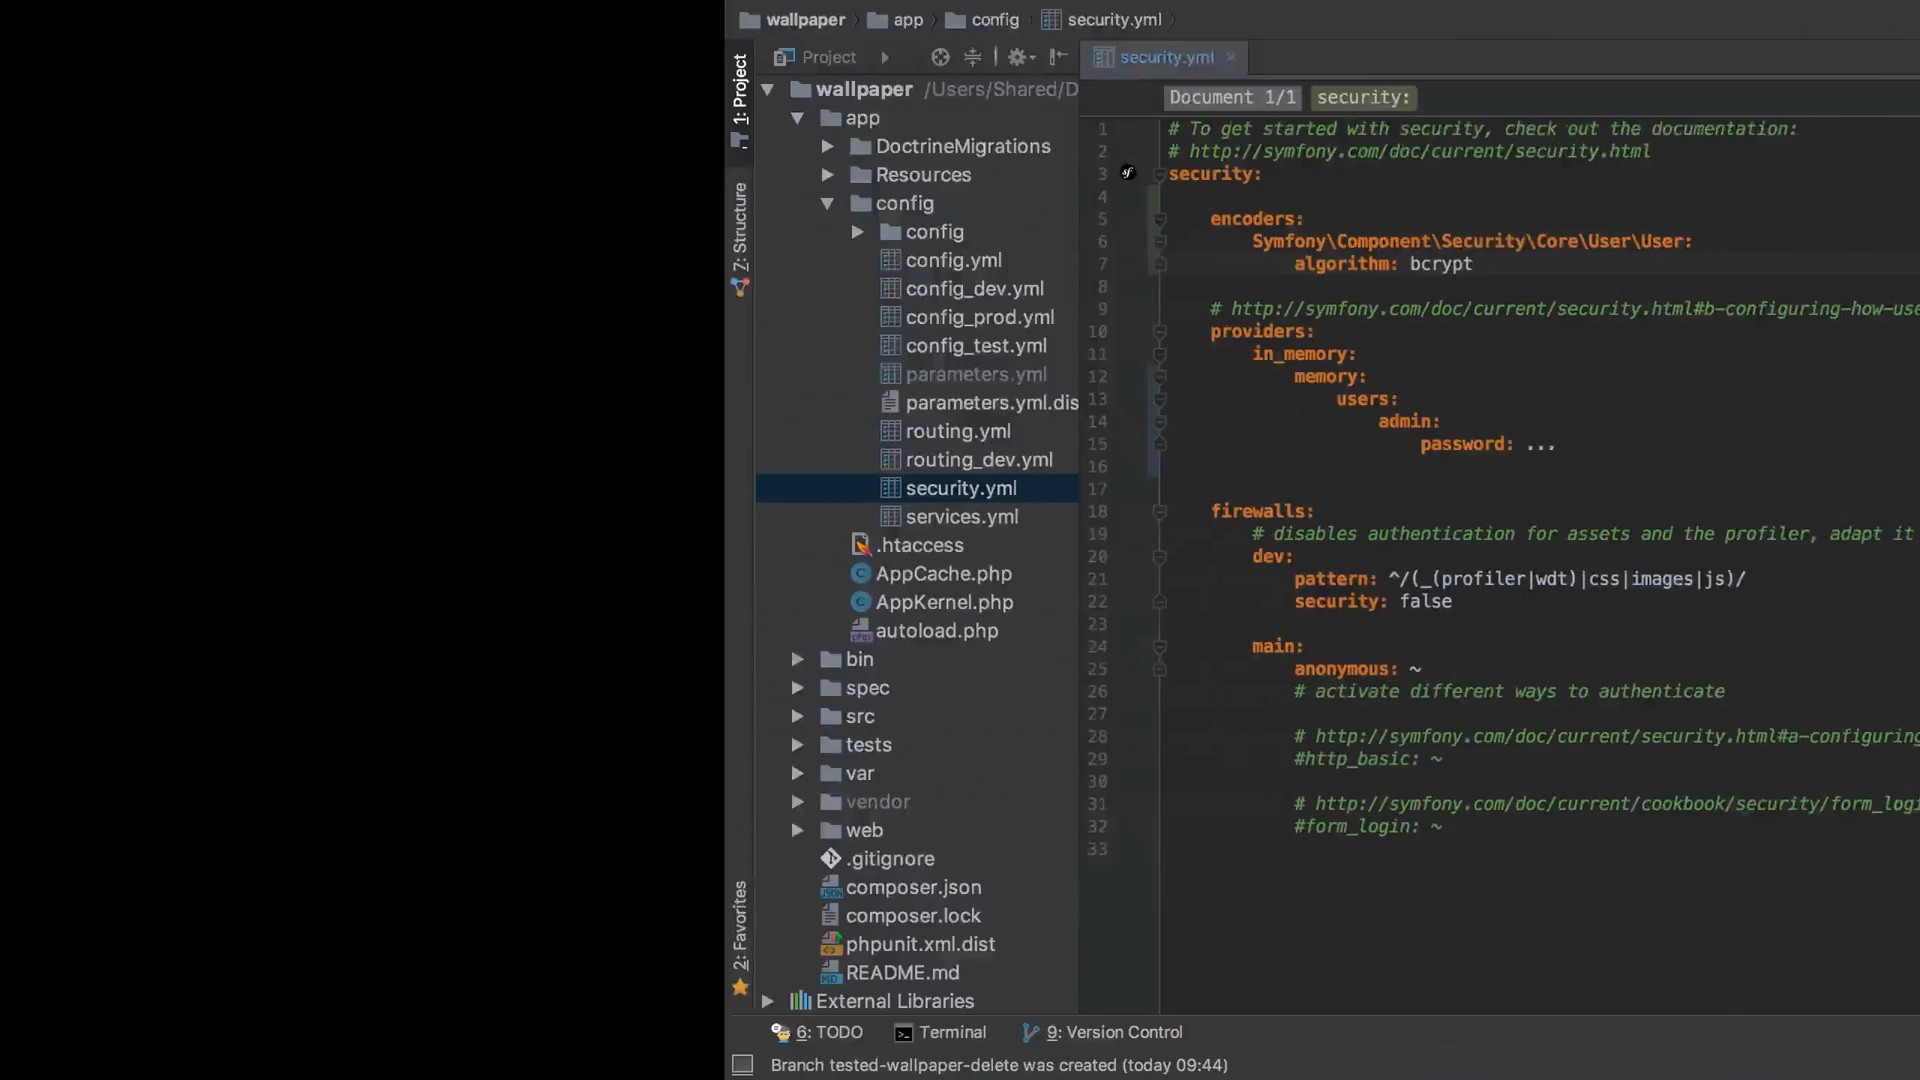 wallpaper app config security.yml
1: Project
Z: Structure
2: Favorites
Project
wallpaper /Users/Shared/D
app
DoctrineMigrations
Resources
config
config
config.yml
config_dev.yml
config_prod.yml
config_test.yml
parameters.yml
parameters.yml.dis
routing.yml
routing_dev.yml
security.yml
services.yml
.htaccess
AppCache.php
AppKernel.php
autoload.php
bin
spec
src
tests
var
vendor
web
.gitignore
composer.json
composer.lock
phpunit.xml.dist
README.md
External Libraries
security.yml
Document 1/1 security:
1 # To get started with security, check out the documentation:
2 # http://symfony.com/doc/current/security.html
3 security:
4
5 encoders:
6 Symfony\Component\Security\Core\User\User:
7 algorithm: bcrypt
8
9 # http://symfony.com/doc/current/security.html#b-configuring-how-use
10 providers:
11 in_memory:
12 memory:
13 users:
14 admin:
15 password: ...
16
17
18 firewalls:
19 # disables authentication for assets and the profiler, adapt it
20 dev:
21 pattern: ^/(_(profiler|wdt)|css|images|js)/
22 security: false
23
24 main:
25 anonymous: ~
26 # activate different ways to authenticate
27
28 # http://symfony.com/doc/current/security.html#a-configuring
29 #http_basic: ~
30
31 # http://symfony.com/doc/current/cookbook/security/form_logi
32 #form_login: ~
33
6: TODO Terminal 9: Version Control
Branch tested-wallpaper-delete was created (today 09:44)